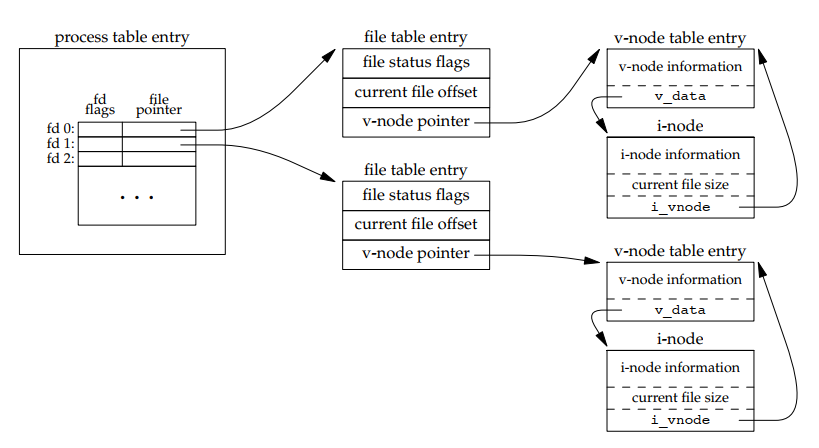 process table entry
fd
flags
file
pointer
fd 0:
fd 1:
fd 2:
. . .
file table entry
file status flags
current file offset
v-node pointer
file table entry
file status flags
current file offset
v-node pointer
v-node table entry
v-node information
v_data
i-node
i-node information
current file size
i_vnode
v-node table entry
v-node information
v_data
i-node
i-node information
current file size
i_vnode